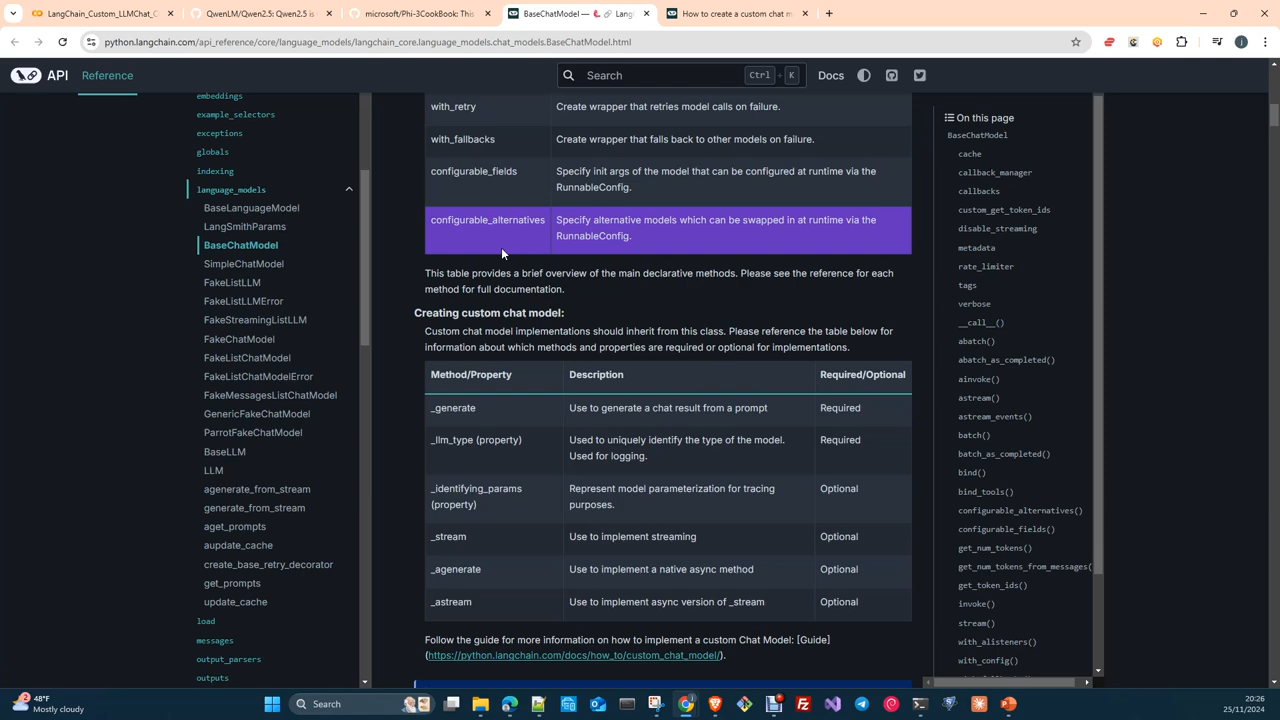 LangChain_Custom_LLMChat_C
QwenLM/Qwen2.5: Qwen2.5 is t
microsoft/Phi-3CookBook: This
BaseChatModel — 🦜🔗 Lang
How to create a custom chat m
python.langchain.com/api_reference/core/language_models/langchain_core.language_models.chat_models.BaseChatModel.html
API Reference
Search Ctrl + K
Docs
embeddings
example_selectors
exceptions
globals
indexing
language_models
BaseLanguageModel
LangSmithParams
BaseChatModel
SimpleChatModel
FakeListLLM
FakeListLLMError
FakeStreamingListLLM
FakeChatModel
FakeListChatModel
FakeListChatModelError
FakeMessagesListChatModel
GenericFakeChatModel
ParrotFakeChatModel
BaseLLM
LLM
agenerate_from_stream
generate_from_stream
aget_prompts
aupdate_cache
create_base_retry_decorator
get_prompts
update_cache
load
messages
output_parsers
outputs
with_retry Create wrapper that retries model calls on failure.
with_fallbacks Create wrapper that falls back to other models on failure.
configurable_fields Specify init args of the model that can be configured at runtime via the
RunnableConfig.
configurable_alternatives Specify alternative models which can be swapped in at runtime via the
RunnableConfig.
This table provides a brief overview of the main declarative methods. Please see the reference for each
method for full documentation.
Creating custom chat model:
Custom chat model implementations should inherit from this class. Please reference the table below for
information about which methods and properties are required or optional for implementations.
Method/Property Description Required/Optional
_generate Use to generate a chat result from a prompt Required
_llm_type (property) Used to uniquely identify the type of the model. Required
Used for logging.
_identifying_params Represent model parameterization for tracing Optional
(property) purposes.
_stream Use to implement streaming Optional
_agenerate Use to implement a native async method Optional
_astream Use to implement async version of _stream Optional
Follow the guide for more information on how to implement a custom Chat Model: [Guide]
(https://python.langchain.com/docs/how_to/custom_chat_model/).
On this page
BaseChatModel
cache
callback_manager
callbacks
custom_get_token_ids
disable_streaming
metadata
rate_limiter
tags
verbose
__call__()
abatch()
abatch_as_completed()
ainvoke()
astream()
astream_events()
batch()
batch_as_completed()
bind()
bind_tools()
configurable_alternatives()
configurable_fields()
get_num_tokens()
get_num_tokens_from_messages(
get_token_ids()
invoke()
stream()
with_alisteners()
with_config()
2
48°F
Mostly cloudy
Search
20:26
25/11/2024